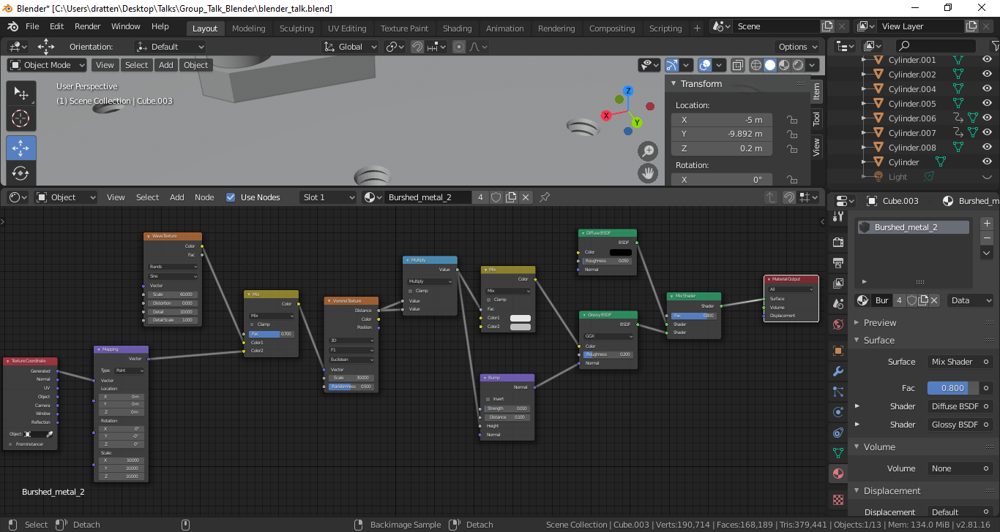 Blender* [C:\Users\dratten\Desktop\Talks\Group_Talk_Blender\blender_talk.blend]
File Edit Render Window Help Layout Modeling Sculpting UV Editing Texture Paint Shading Animation Rendering Compositing Scripting + Scene View Layer
Orientation: Default Global Options
Object Mode View Select Add Object
User Perspective
(1) Scene Collection | Cube.003
Z
X
Y
Transform
Location:
X -5 m
Y -9.892 m
Z 0.2 m
Rotation:
X 0°
Item
Tool
View
Cylinder.001
Cylinder.002
Cylinder.004
Cylinder.005
Cylinder.006
Cylinder.007
Cylinder.008
Cylinder
Light
Object View Select Add Node Use Nodes Slot 1 Burshed_metal_2 4
Wave Texture
Color
Fac
Bands
Sine
Vector
Scale 60.000
Distortion 0.000
Detail 10.000
Detail Scale 1.000
Texture Coordinate
Generated
Normal
UV
Object
Camera
Window
Reflection
Object:
From Instancer
Mapping
Vector
Type: Point
Vector
Location:
X 0 m
Y 0 m
Z 0 m
Rotation:
X 0°
Y -0°
Z 0°
Scale:
X 10.000
Y 10.000
Z 10.000
Mix
Color
Mix
Clamp
Fac 0.700
Color1
Color2
Voronoi Texture
Distance
Color
Position
3D
F1
Euclidean
Vector
Scale 30.000
Randomness 0.500
Multiply
Value
Multiply
Clamp
Value
Value
Mix
Color
Mix
Clamp
Fac
Color1
Color2
Bump
Normal
Invert
Strength 0.010
Distance 0.100
Height
Normal
Diffuse BSDF
BSDF
Color
Roughness 0.050
Normal
Glossy BSDF
BSDF
GGX
Color
Roughness 0.200
Normal
Mix Shader
Shader
Fac 0.800
Shader
Shader
Material Output
All
Surface
Volume
Displacement
Burshed_metal_2
Cube.003 Burshed_m
Burshed_metal_2
Bur 4 Data
Preview
Surface
Surface Mix Shader
Fac 0.800
Shader Diffuse BSDF
Shader Glossy BSDF
Volume
Volume None
Displacement
Displacement Default
Select Detach Backimage Sample Detach Scene Collection | Cube.003 | Verts:190,714 | Faces:168,189 | Tris:379,441 | Objects:1/13 | Mem: 134.0 MiB | v2.81.16